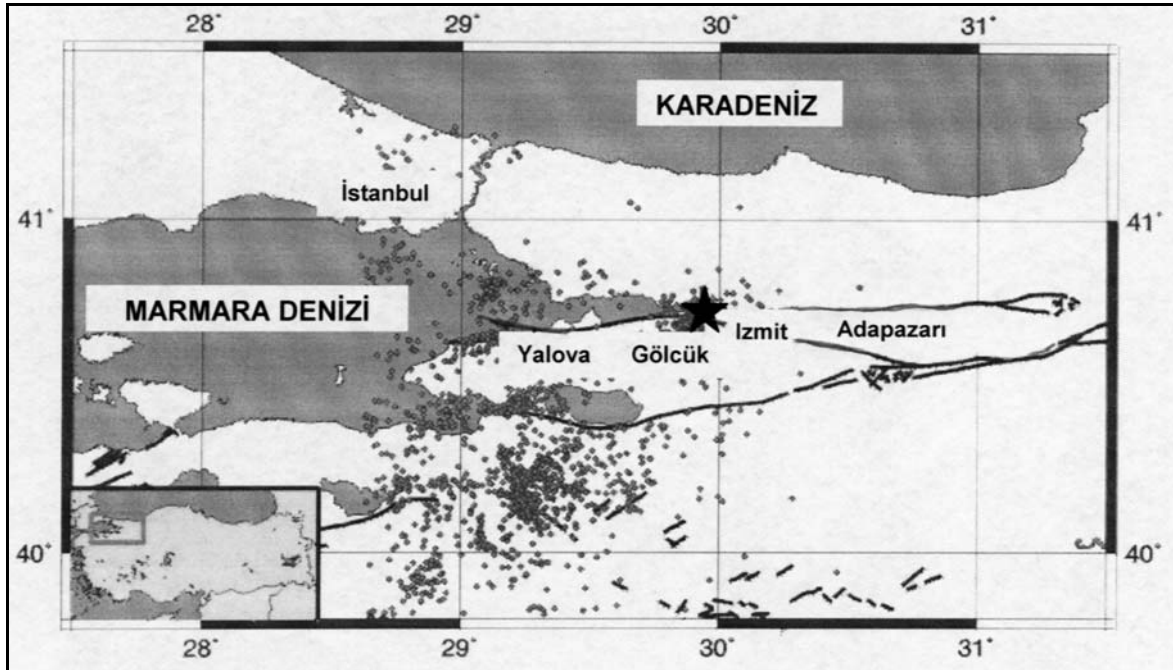 28° 29° 30° 31°
KARADENİZ
İstanbul
41° 41°
MARMARA DENİZİ
Izmit Adapazarı
Yalova Gölcük
40° 40°
28° 29° 30° 31°